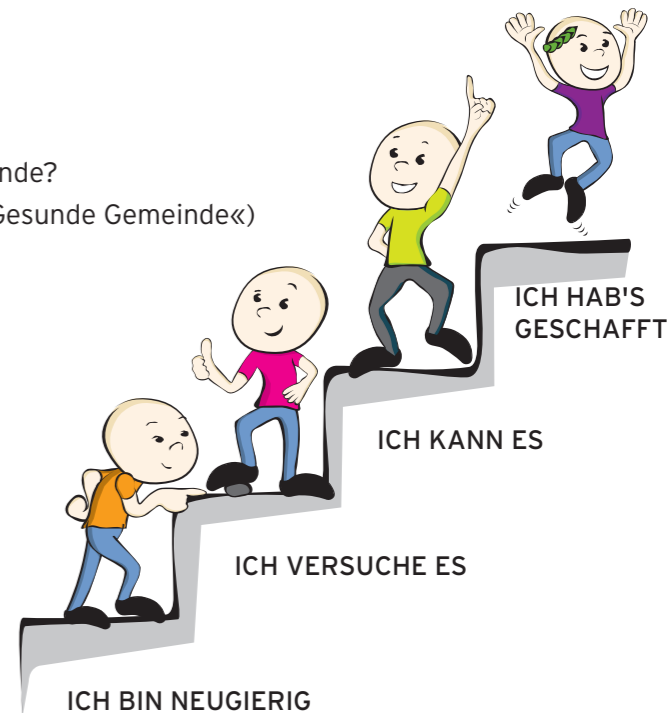 nde?
Gesunde Gemeinde«)
ICH HAB'S
GESCHAFFT
ICH KANN ES
ICH VERSUCHE ES
ICH BIN NEUGIERIG